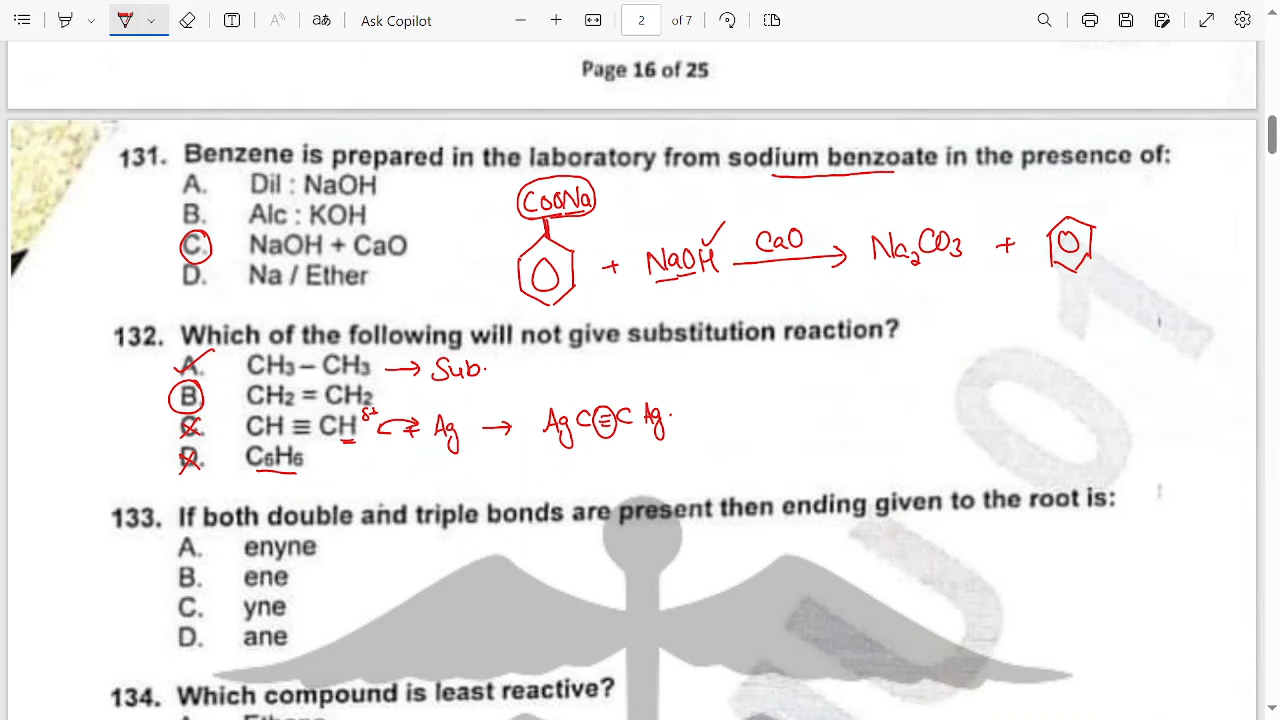 Ask Copilot
2 of 7
Page 16 of 25
131. Benzene is prepared in the laboratory from sodium benzoate in the presence of:
A. Dil : NaOH
B. Alc : KOH
C. NaOH + CaO
D. Na / Ether
COONa
+ NaOH CaO → Na₂CO₃ +
132. Which of the following will not give substitution reaction?
A. CH₃ – CH₃ → Sub.
B. CH₂ = CH₂
C. CH ≡ CH δ+ Ag → AgC≡CAg.
D. C₆H₆
133. If both double and triple bonds are present then ending given to the root is:
A. enyne
B. ene
C. yne
D. ane
134. Which compound is least reactive?